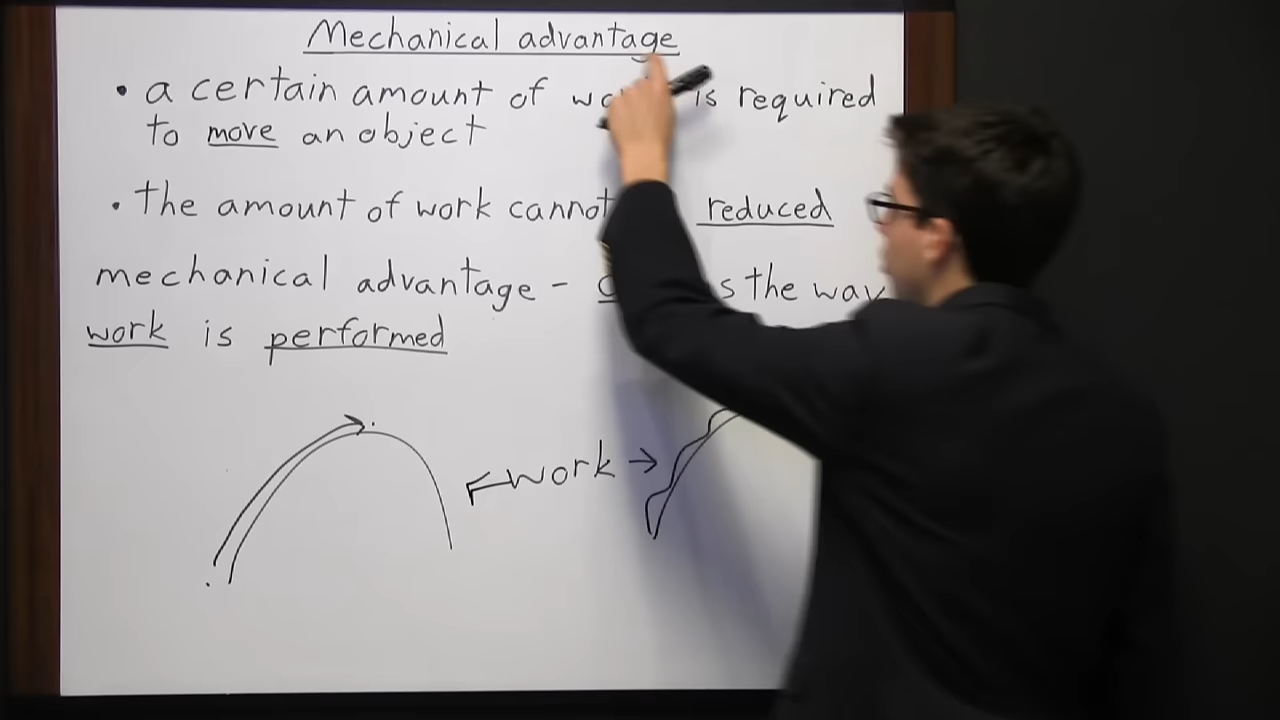 Mechanical advantage
• a certain amount of is required
to move an object
• the amount of work cannot reduced
mechanical advantage - the way
work is performed
work